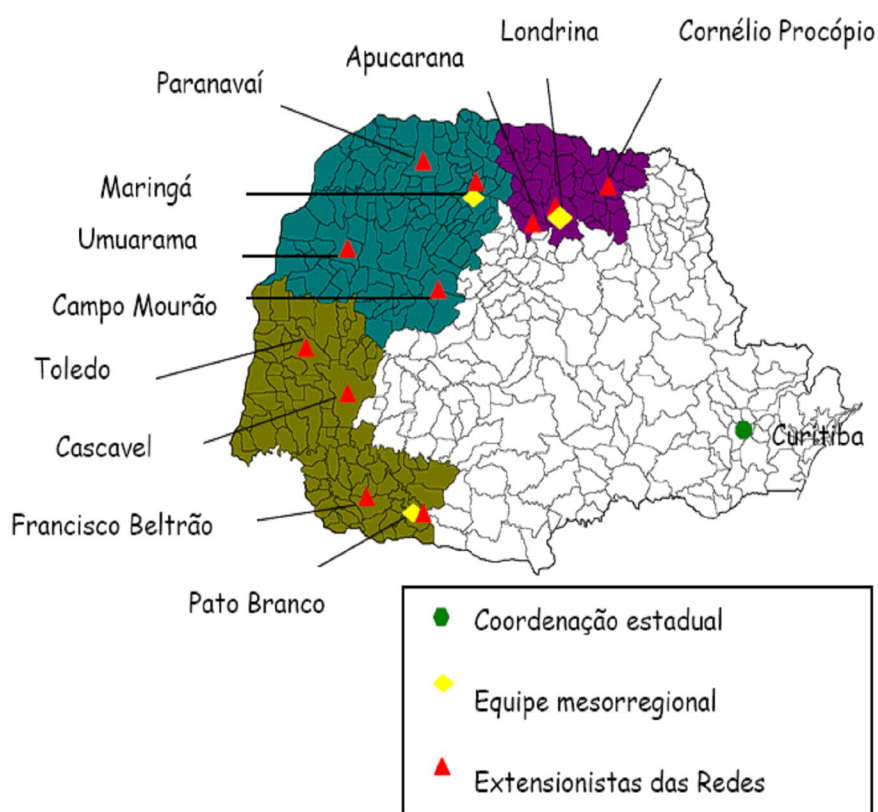 Londrina
Cornélio Procópio
Apucarana
Paranavaí
Maringá
Umuarama
Campo Mourão
Toledo
Cascavel
Curitiba
Francisco Beltrão
Pato Branco
Coordenação estadual
Equipe mesorregional
Extensionistas das Redes